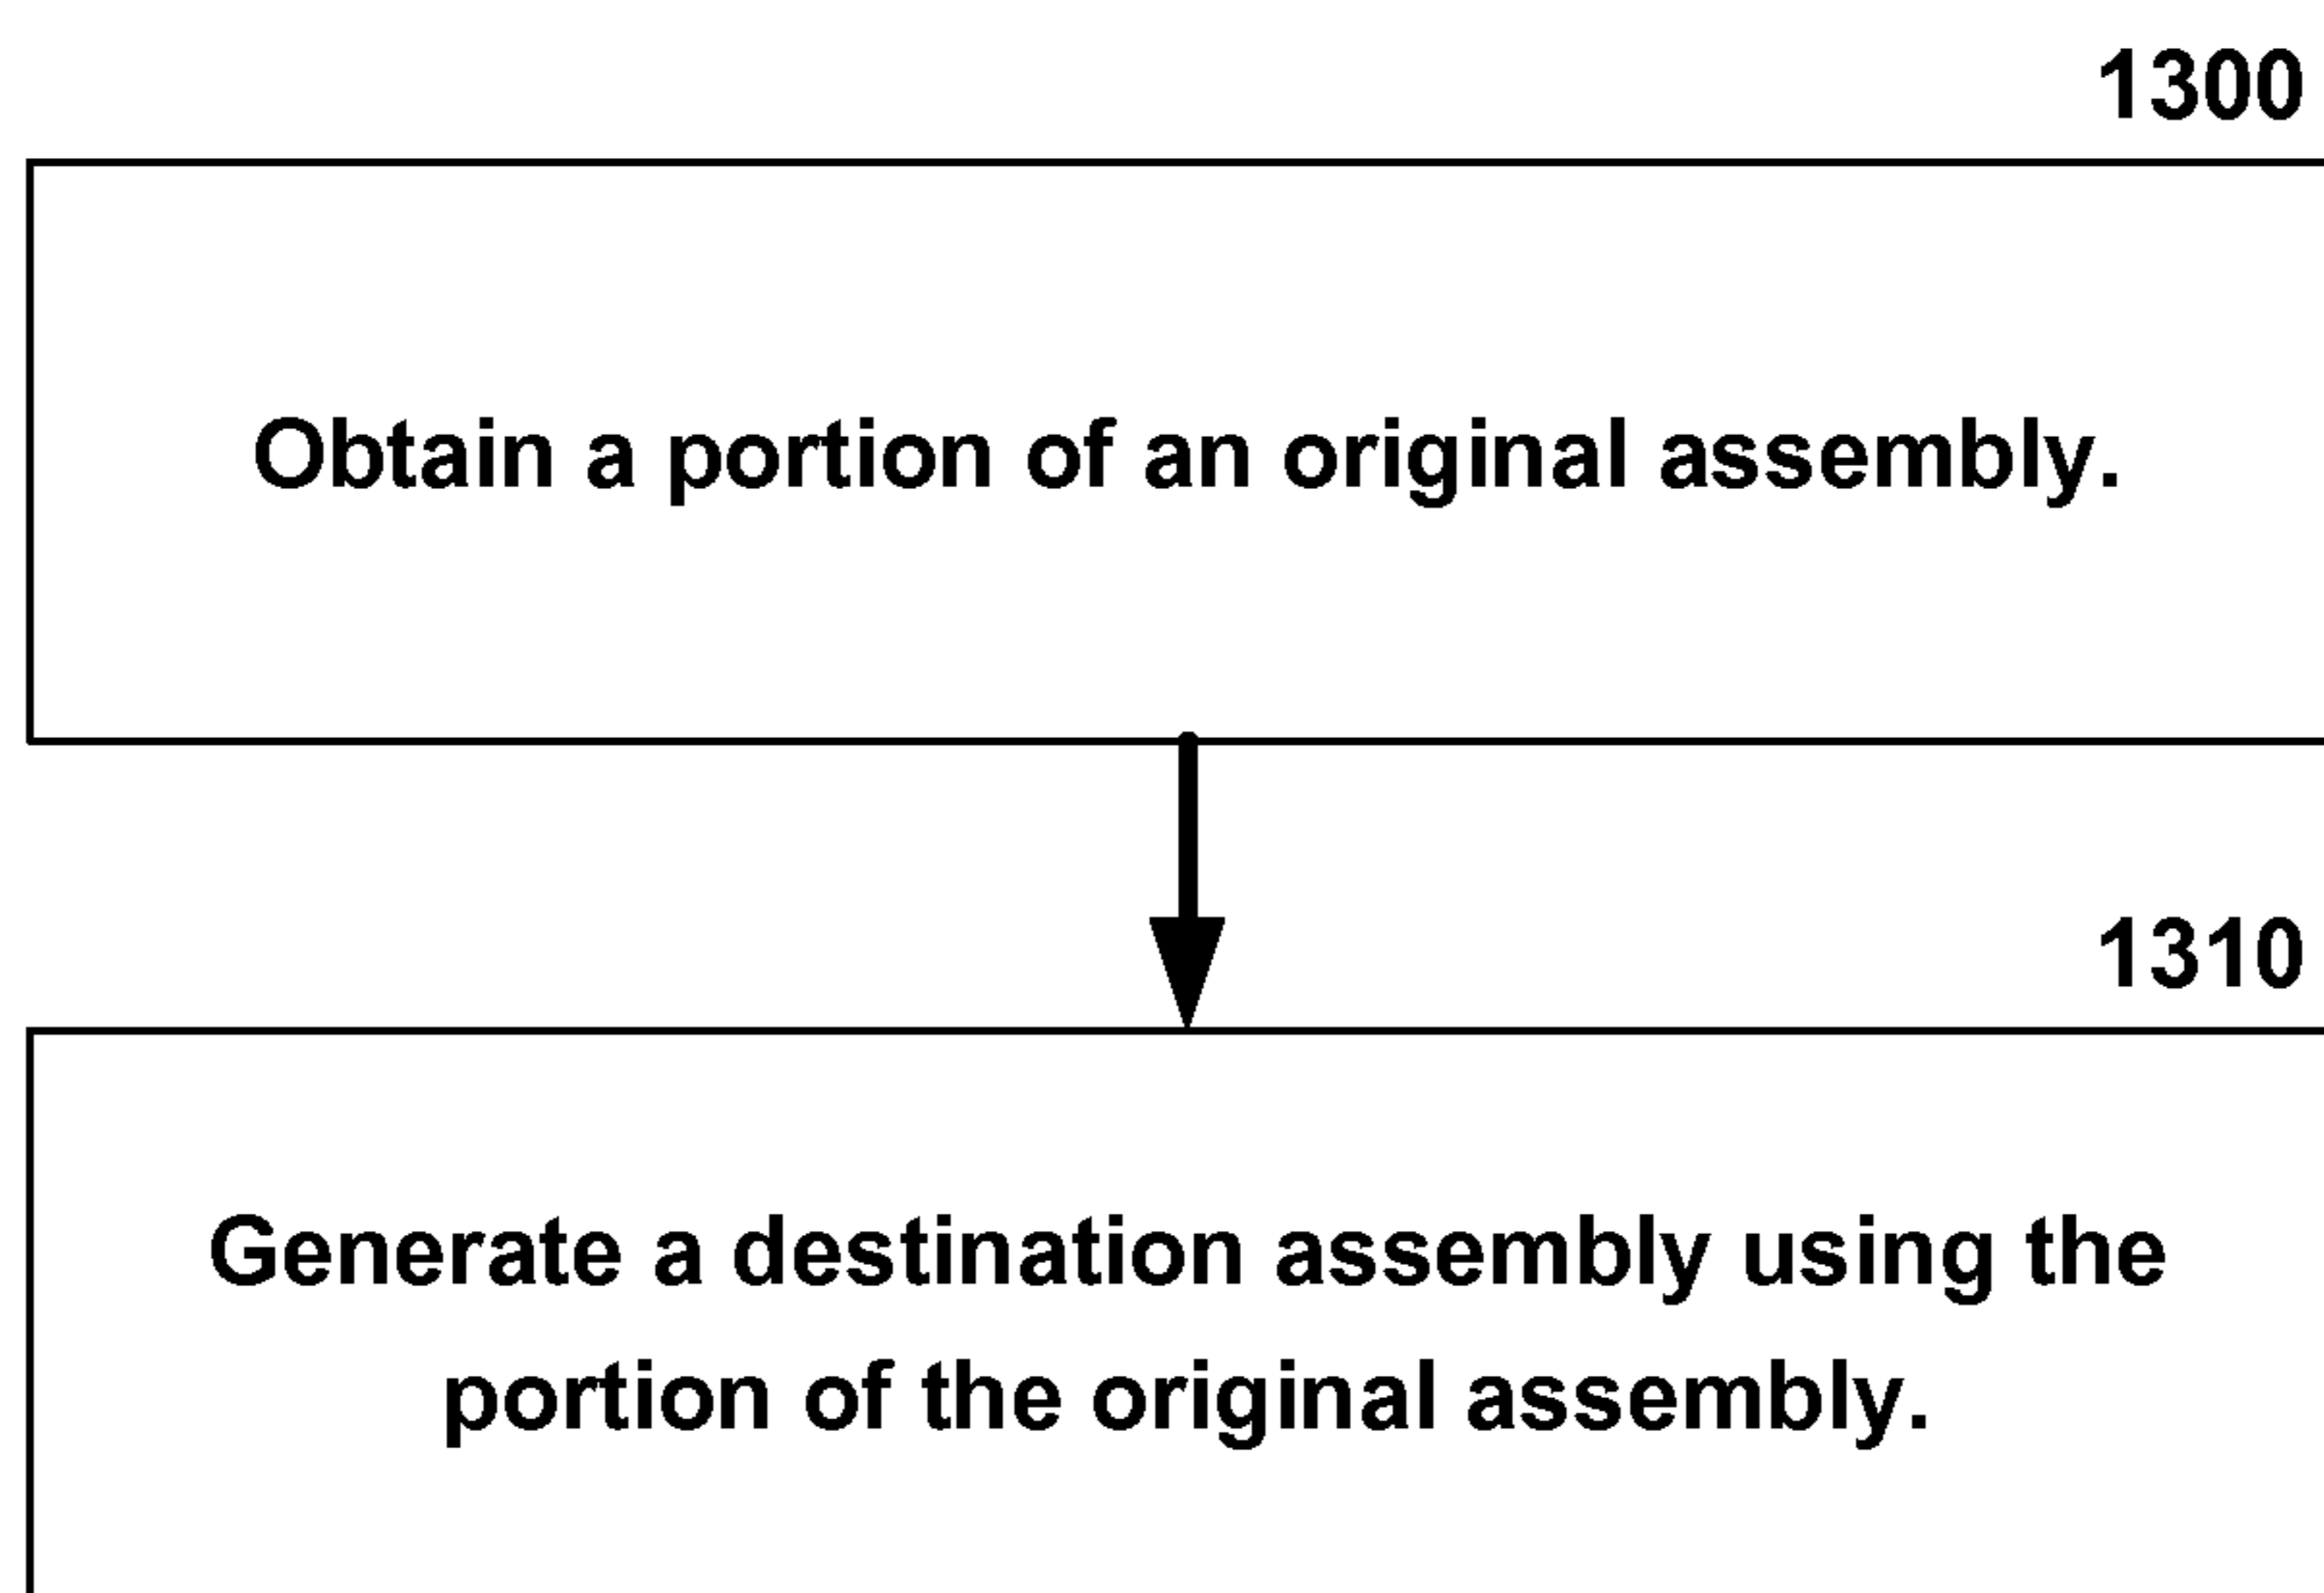 1300
Obtain a portion of an original assembly.
1310
Generate a destination assembly using the
portion of the original assembly.